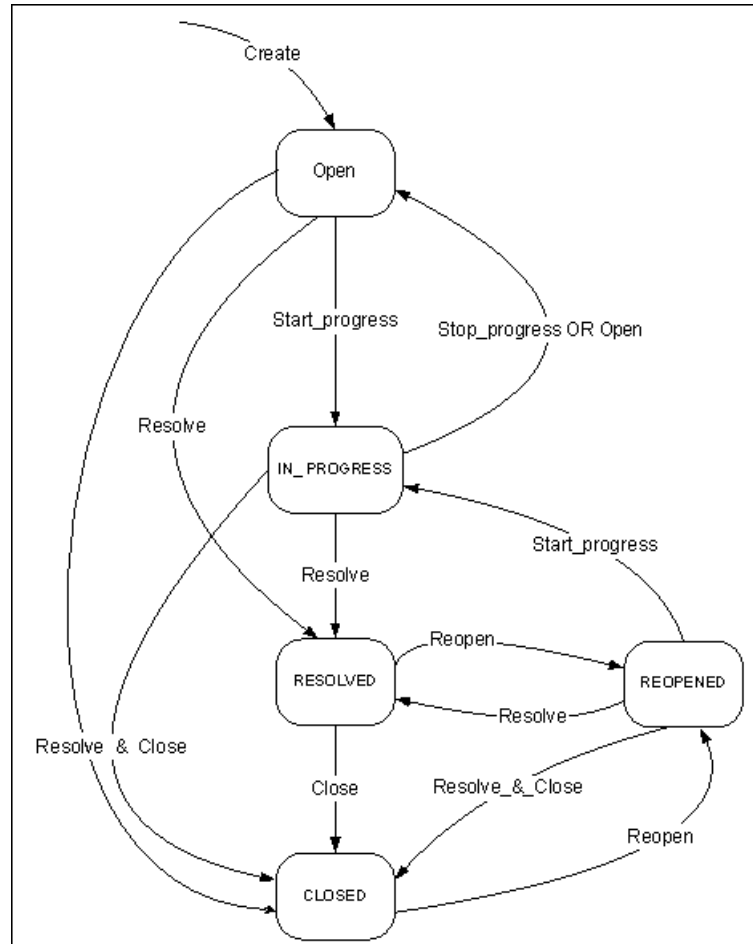 Create
Open
Start_progress
Stop_progress OR Open
Resolve
IN_PROGRESS
Start_progress
Resolve
Reopen
RESOLVED
REOPENED
Resolve
Resolve & Close
Close
Resolve_&_Close
Reopen
CLOSED